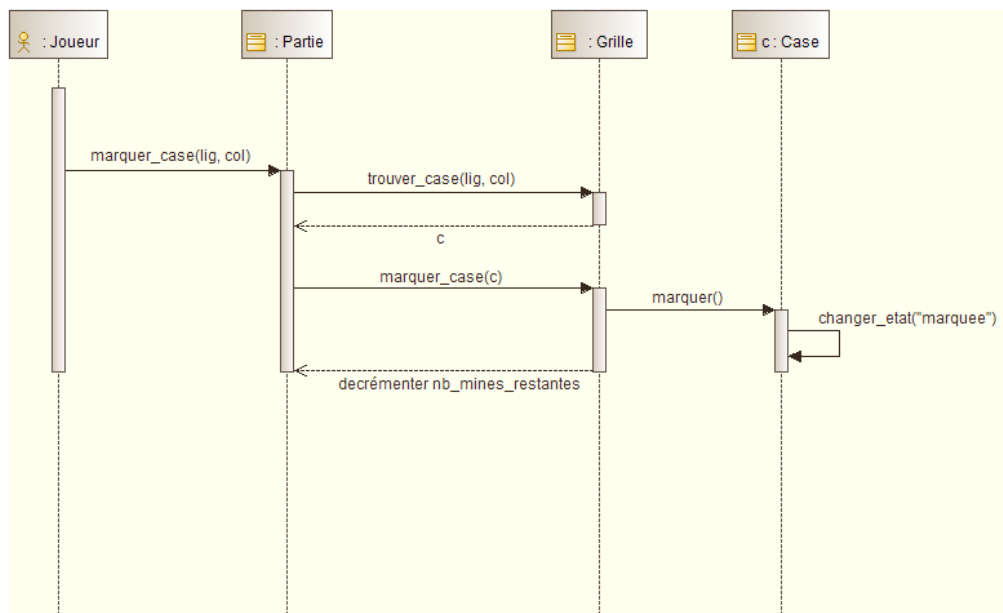 : Joueur
: Partie
: Grille
c : Case
marquer_case(lig, col)
trouver_case(lig, col)
c
marquer_case(c)
marquer()
changer_etat("marquee")
decrémenter nb_mines_restantes